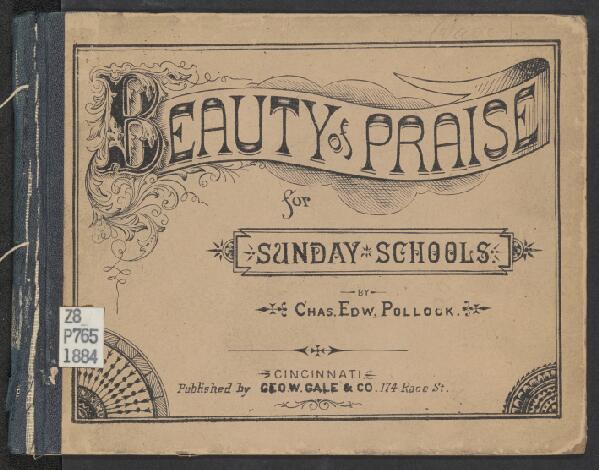 BEAUTY of PRAISE
for
SUNDAY SCHOOLS.
BY
CHAS. EDW. POLLOCK.
Z8
P765
1884
CINCINNATI
Published by GEO. W. GALE & CO. 174 Race St.